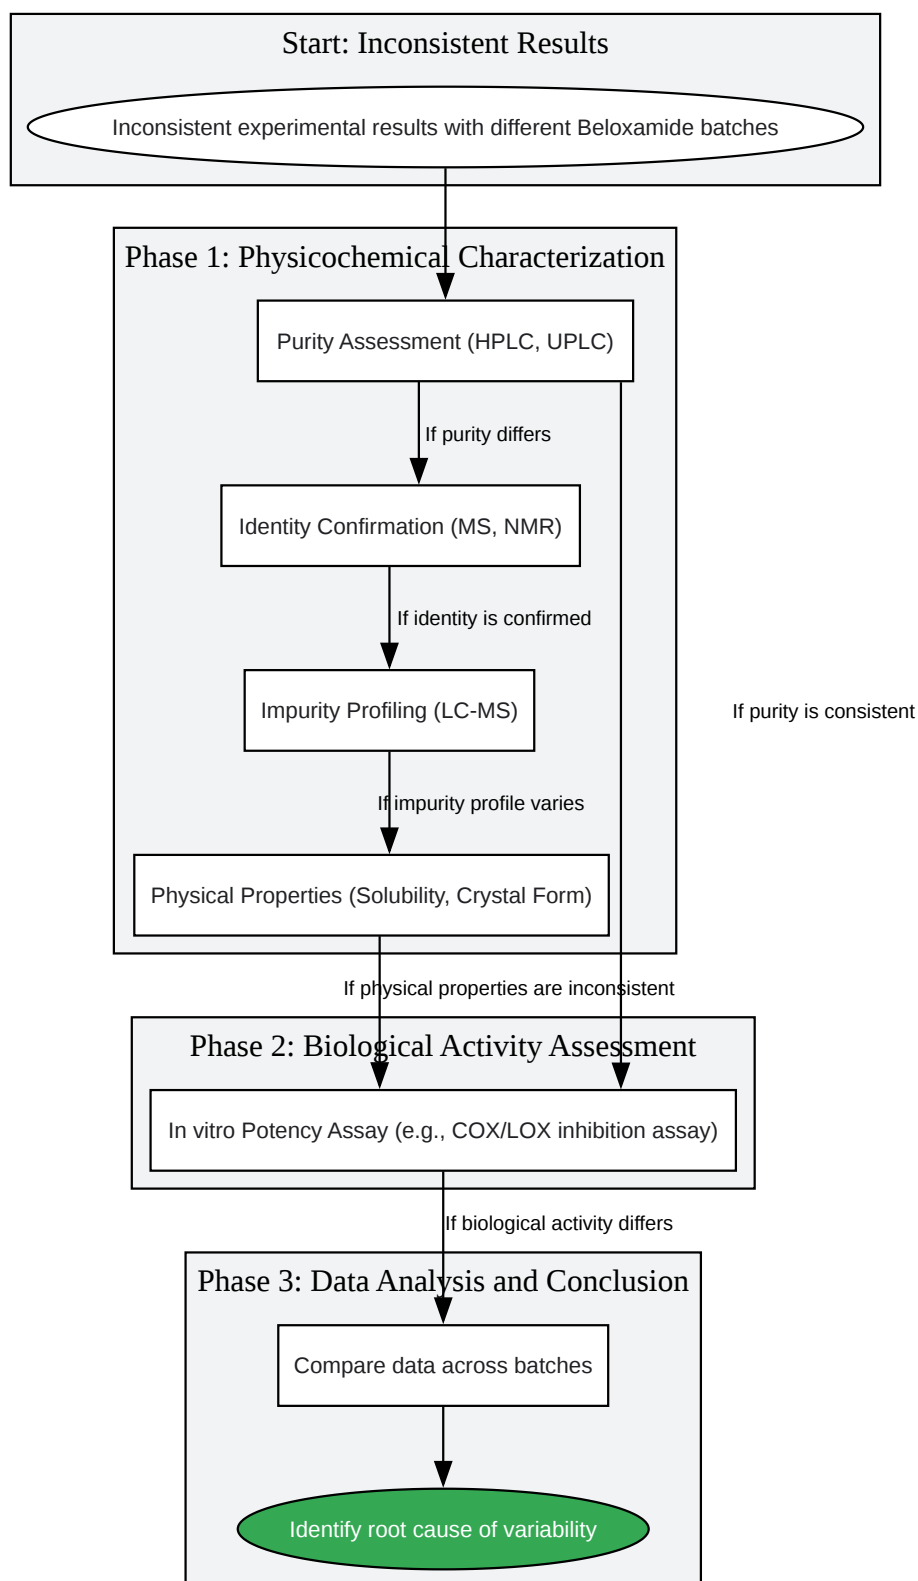 Start: Inconsistent Results
Inconsistent experimental results with different Beloxamide batches
Phase 1: Physicochemical Characterization
Purity Assessment (HPLC, UPLC)
If purity differs
Identity Confirmation (MS, NMR)
If identity is confirmed
Impurity Profiling (LC-MS)
If purity is consistent
If impurity profile varies
Physical Properties (Solubility, Crystal Form)
If physical properties are inconsistent
Phase 2: Biological Activity Assessment
In vitro Potency Assay (e.g., COX/LOX inhibition assay)
If biological activity differs
Phase 3: Data Analysis and Conclusion
Compare data across batches
Identify root cause of variability